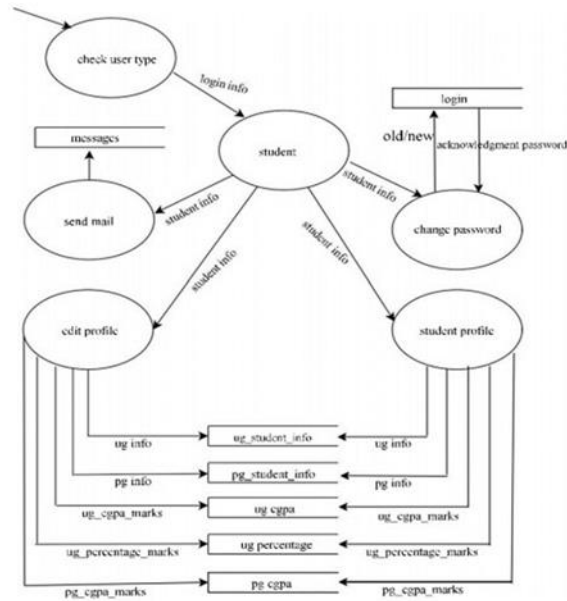 check user type
login info
login
messages
student
old/new
acknowledgment password
student info
student info
send mail
change password
student info
student info
edit profile
student profile
ug info
ug_student_info
ug info
pg info
pg_student_info
pg info
ug_cgpa_marks
ug cgpa
ug_cgpa_marks
ug_percentage_marks
ug percentage
ug_percentage_marks
pg_cgpa_marks
pg cgpa
pg_cgpa_marks